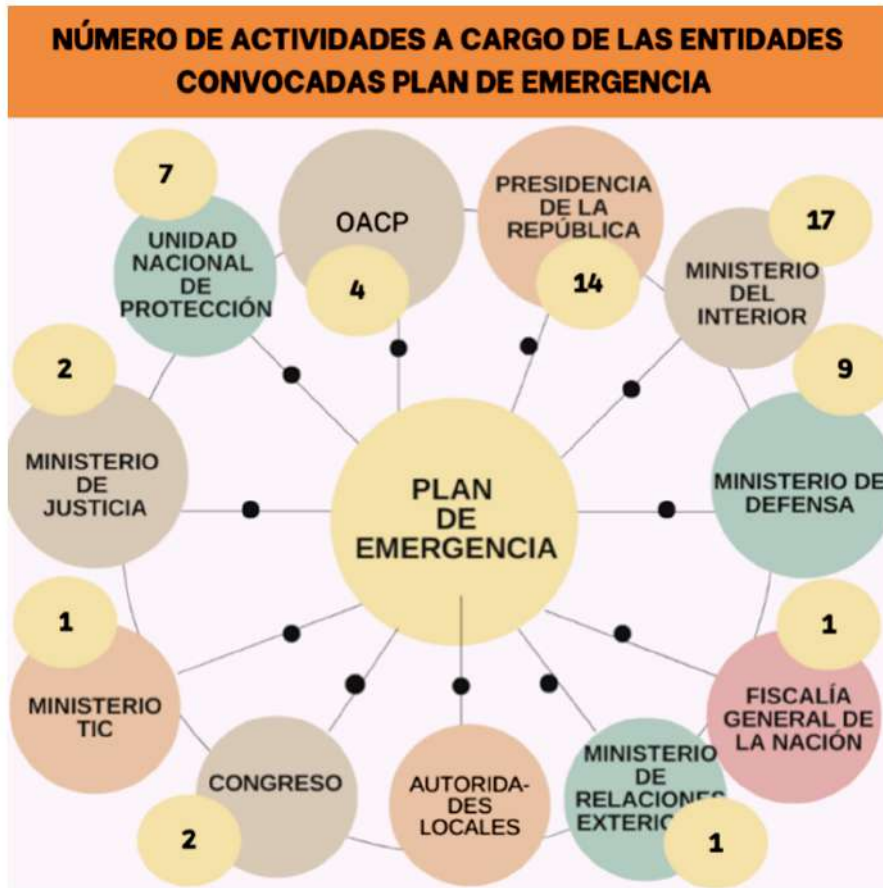 NÚMERO DE ACTIVIDADES A CARGO DE LAS ENTIDADES
CONVOCADAS PLAN DE EMERGENCIA
7
UNIDAD
NACIONAL
DE
PROTECCIÓN
OACP
4
PRESIDENCIA
DE LA
REPÚBLICA
14
17
MINISTERIO
DEL
INTERIOR
2
MINISTERIO
DE
JUSTICIA
PLAN
DE
EMERGENCIA
9
MINISTERIO DE
DEFENSA
1
MINISTERIO
TIC
1
FISCALÍA
GENERAL DE
LA NACIÓN
CONGRESO
2
AUTORIDA-
DES
LOCALES
MINISTERIO
DE
RELACIONES
1